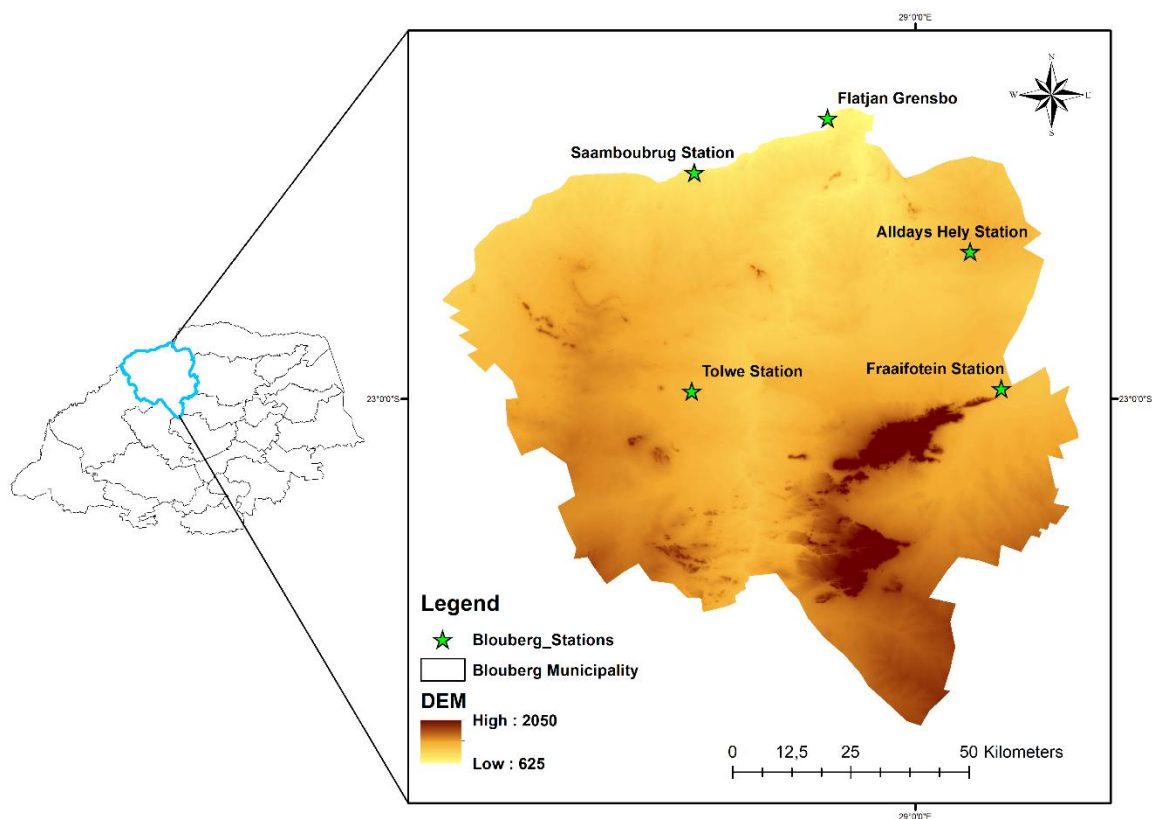 29°0'0"E
N
W
E
S
Flatjan Grensbo
Saamboubrug Station
Alldays Hely Station
Tolwe Station
Fraaifotein Station
23°0'0"S
23°0'0"S
Legend
Blouberg_Stations
Blouberg Municipality
DEM
High : 2050
Low : 625
0 12,5 25 50 Kilometers
29°0'0"E